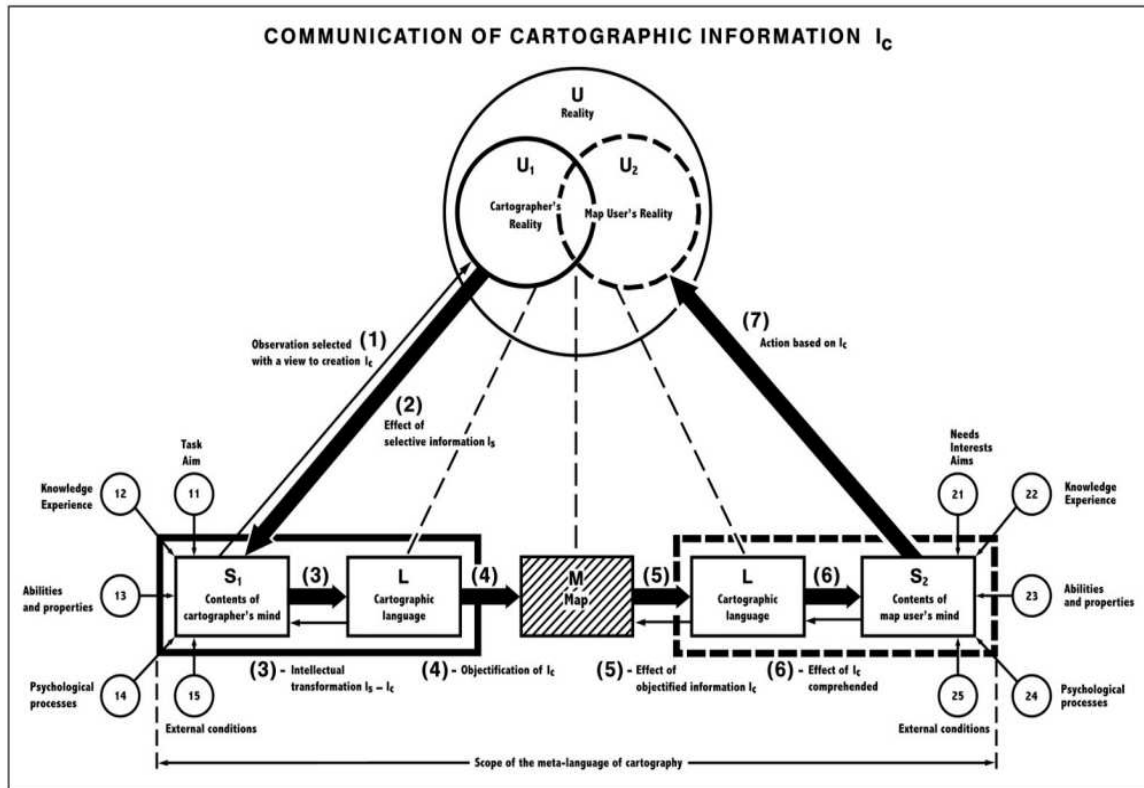 COMMUNICATION OF CARTOGRAPHIC INFORMATION Ic
U
Reality
U1
U2
Cartographer's
Reality
Map User's Reality
(1)
Observation selected
with a view to creation Ic
(2)
Effect of
selective information Is
(7)
Action based on Ic
Task
Aim
Needs
Interests
Aims
Knowledge
Experience
12
11
21
22
Knowledge
Experience
Abilities
and properties
13
S1
Contents of
cartographer's mind
(3)
L
Cartographic
language
(4)
M
Map
(5)
L
Cartographic
language
(6)
S2
Contents of
map user's mind
23
Abilities
and properties
(3) - Intellectual
transformation Is – Ic
(4) - Objectification of Ic
(5) - Effect of
objectified information Ic
(6) - Effect of Ic
comprehended
Psychological
processes
14
15
External conditions
25
External conditions
24
Psychological
processes
Scope of the meta-language of cartography